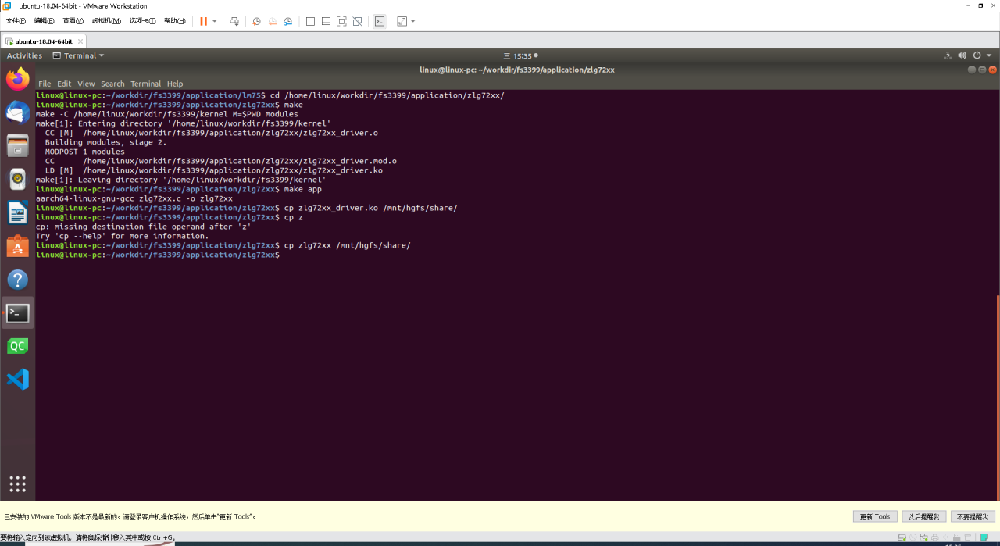 ubuntu-18.04-64bit - VMware Workstation
文件(F) 编辑(E) 查看(V) 虚拟机(M) 选项卡(T) 帮助(H)
ubuntu-18.04-64bit
Activities Terminal 三 15:35
linux@linux-pc: ~/workdir/fs3399/application/zlg72xx
File Edit View Search Terminal Help
linux@linux-pc:~/workdir/fs3399/application/lm75$ cd /home/linux/workdir/fs3399/application/zlg72xx/
linux@linux-pc:~/workdir/fs3399/application/zlg72xx$ make
make -C /home/linux/workdir/fs3399/kernel M=$PWD modules
make[1]: Entering directory '/home/linux/workdir/fs3399/kernel'
CC [M] /home/linux/workdir/fs3399/application/zlg72xx/zlg72xx_driver.o
Building modules, stage 2.
MODPOST 1 modules
CC /home/linux/workdir/fs3399/application/zlg72xx/zlg72xx_driver.mod.o
LD [M] /home/linux/workdir/fs3399/application/zlg72xx/zlg72xx_driver.ko
make[1]: Leaving directory '/home/linux/workdir/fs3399/kernel'
linux@linux-pc:~/workdir/fs3399/application/zlg72xx$ make app
aarch64-linux-gnu-gcc zlg72xx.c -o zlg72xx
linux@linux-pc:~/workdir/fs3399/application/zlg72xx$ cp zlg72xx_driver.ko /mnt/hgfs/share/
linux@linux-pc:~/workdir/fs3399/application/zlg72xx$ cp z
cp: missing destination file operand after 'z'
Try 'cp --help' for more information.
linux@linux-pc:~/workdir/fs3399/application/zlg72xx$ cp zlg72xx /mnt/hgfs/share/
linux@linux-pc:~/workdir/fs3399/application/zlg72xx$
QC
已安装的 VMware Tools 版本不是最新的。请登录客户机操作系统，然后单击"更新 Tools"。 更新 Tools 以后提醒我 不要提醒我
要将输入定向到该虚拟机，请将鼠标指针移入其中或按 Ctrl+G。